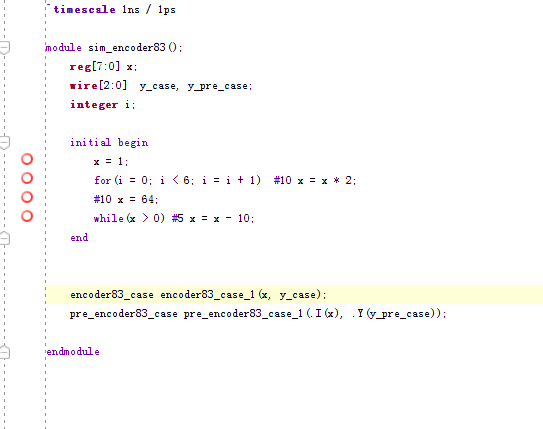 `timescale 1ns / 1ps
module sim_encoder83();
reg[7:0] x;
wire[2:0] y_case, y_pre_case;
integer i;
initial begin
x = 1;
for(i = 0; i < 6; i = i + 1) #10 x = x * 2;
#10 x = 64;
while(x > 0) #5 x = x - 10;
end
encoder83_case encoder83_case_1(x, y_case);
pre_encoder83_case pre_encoder83_case_1(.I(x), .Y(y_pre_case));
endmodule